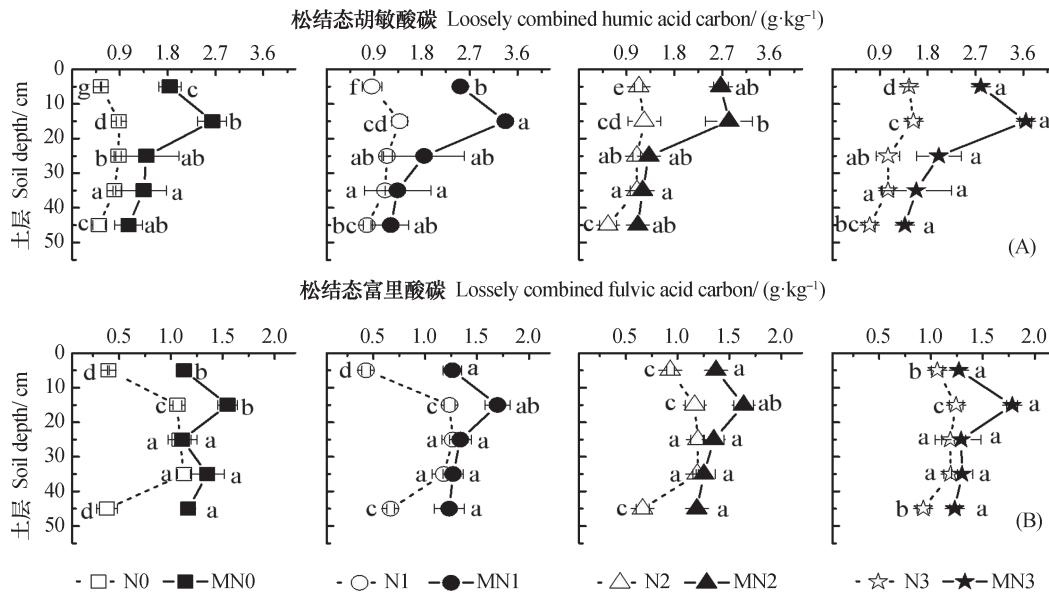 松结态胡敏酸碳 Loosely combined humic acid carbon/ (g·kg⁻¹)
0.9 1.8 2.7 3.6 0.9 1.8 2.7 3.6 0.9 1.8 2.7 3.6 0.9 1.8 2.7 3.6
土层 Soil depth/ cm
0
g c f b e ab d a
10
d b cd a cd b c a
20
b ab ab ab ab ab ab a
30
a a a a a a a a
40
c ab bc ab c ab bc a
50
(A)
松结态富里酸碳 Lossely combined fulvic acid carbon/ (g·kg⁻¹)
0.5 1.0 1.5 2.0 0.5 1.0 1.5 2.0 0.5 1.0 1.5 2.0 0.5 1.0 1.5 2.0
土层 Soil depth/ cm
0
d b d a c a b a
10
c b c ab c ab c a
20
a a a a a a a a
30
a a a a a a a a
40
d a c a c a b a
50
(B)
N0 MN0 N1 MN1 N2 MN2 N3 MN3